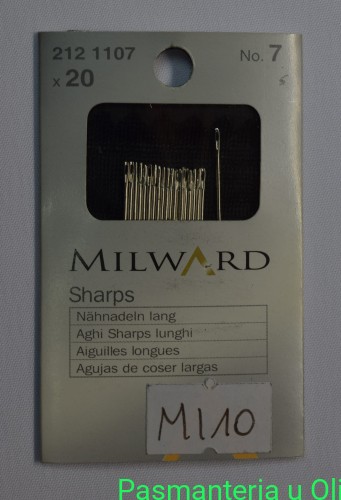 212 1107
No. 7
x 20
MILWARD
Sharps
Nähnadeln lang
Aghi Sharps lunghi
Aiguilles longues
Agujas de coser largas
M110
Pasmanteria u Oli